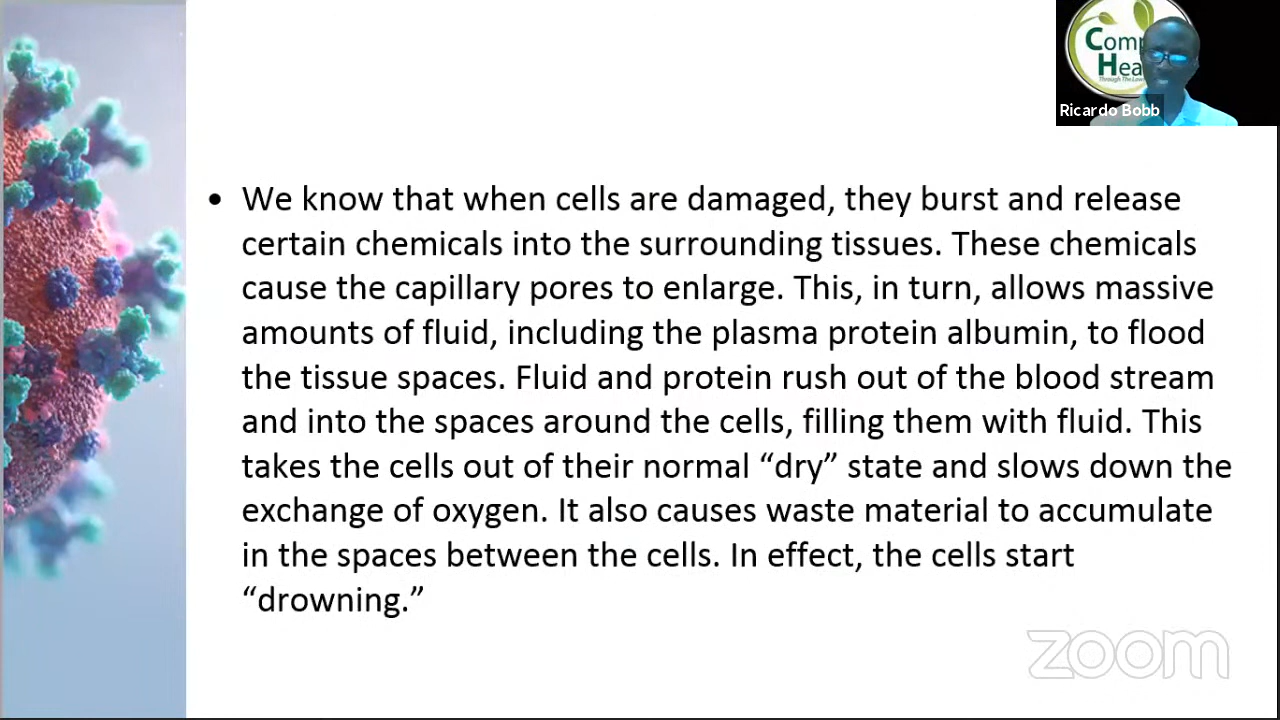 Comp
Hea
Through The Law
Ricardo Bobb
• We know that when cells are damaged, they burst and release
certain chemicals into the surrounding tissues. These chemicals
cause the capillary pores to enlarge. This, in turn, allows massive
amounts of fluid, including the plasma protein albumin, to flood
the tissue spaces. Fluid and protein rush out of the blood stream
and into the spaces around the cells, filling them with fluid. This
takes the cells out of their normal “dry” state and slows down the
exchange of oxygen. It also causes waste material to accumulate
in the spaces between the cells. In effect, the cells start
“drowning.”
zoom